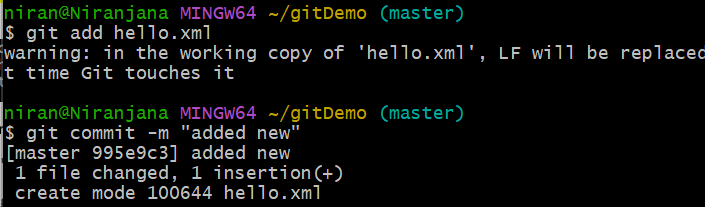 niran@Niranjana MINGW64 ~/gitDemo (master)
$ git add hello.xml
warning: in the working copy of 'hello.xml', LF will be replaced
t time Git touches it
niran@Niranjana MINGW64 ~/gitDemo (master)
$ git commit -m "added new"
[master 995e9c3] added new
1 file changed, 1 insertion(+)
create mode 100644 hello.xml